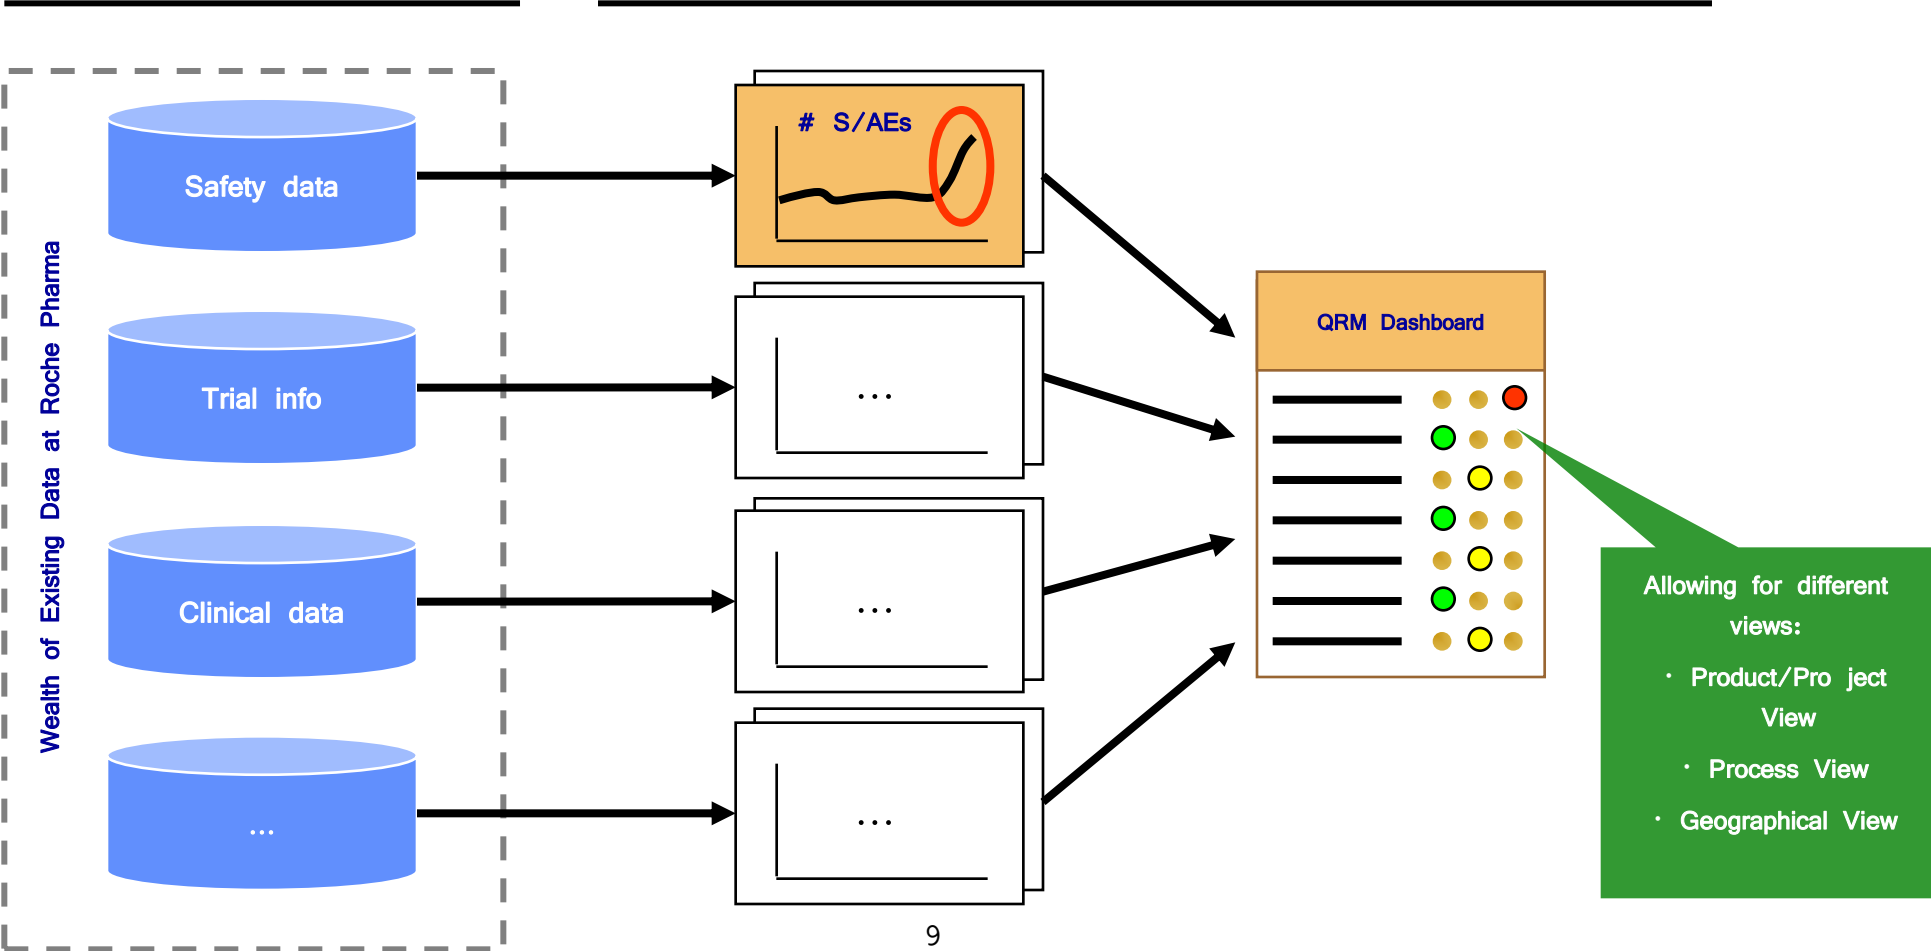 Wealth of Existing Data at Roche Pharma
Safety data
Trial info
Clinical data
...
# S/AEs
...
...
...
QRM Dashboard
Allowing for different
views:
· Product/Pro ject
View
· Process View
· Geographical View
9